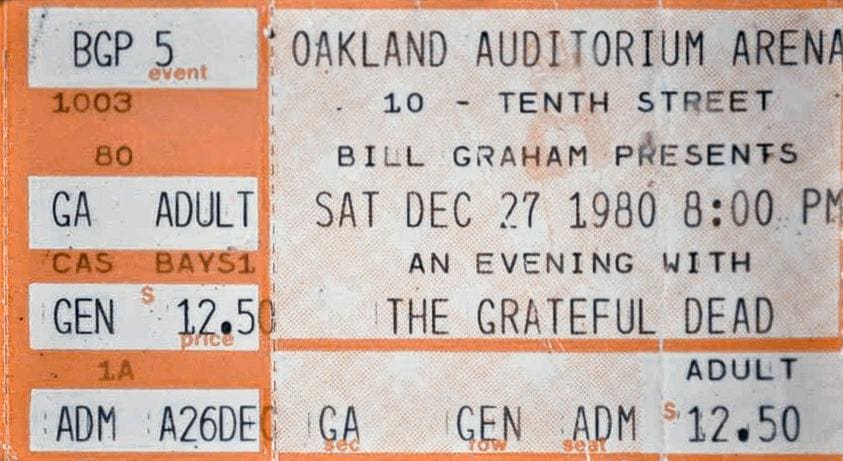 BGP 5
event
1003
80
GA ADULT
CAS BAYS1
$
GEN 12.50
price
1A
ADM A26DEC
OAKLAND AUDITORIUM ARENA
10 - TENTH STREET
BILL GRAHAM PRESENTS
SAT DEC 27 1980 8:00 PM
AN EVENING WITH
THE GRATEFUL DEAD
ADULT
GA GEN ADM $12.50
sec row seat